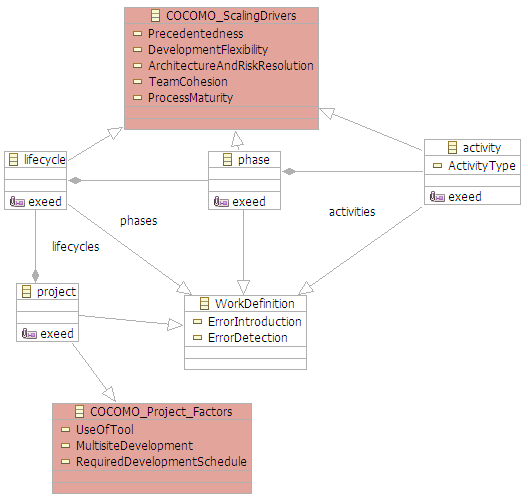 COCOMO_ScalingDrivers
Precedentedness
DevelopmentFlexibility
ArchitectureAndRiskResolution
TeamCohesion
ProcessMaturity
lifecycle
exeed
phase
exeed
activity
ActivityType
exeed
phases
activities
lifecycles
project
exeed
WorkDefinition
ErrorIntroduction
ErrorDetection
COCOMO_Project_Factors
UseOfTool
MultisiteDevelopment
RequiredDevelopmentSchedule